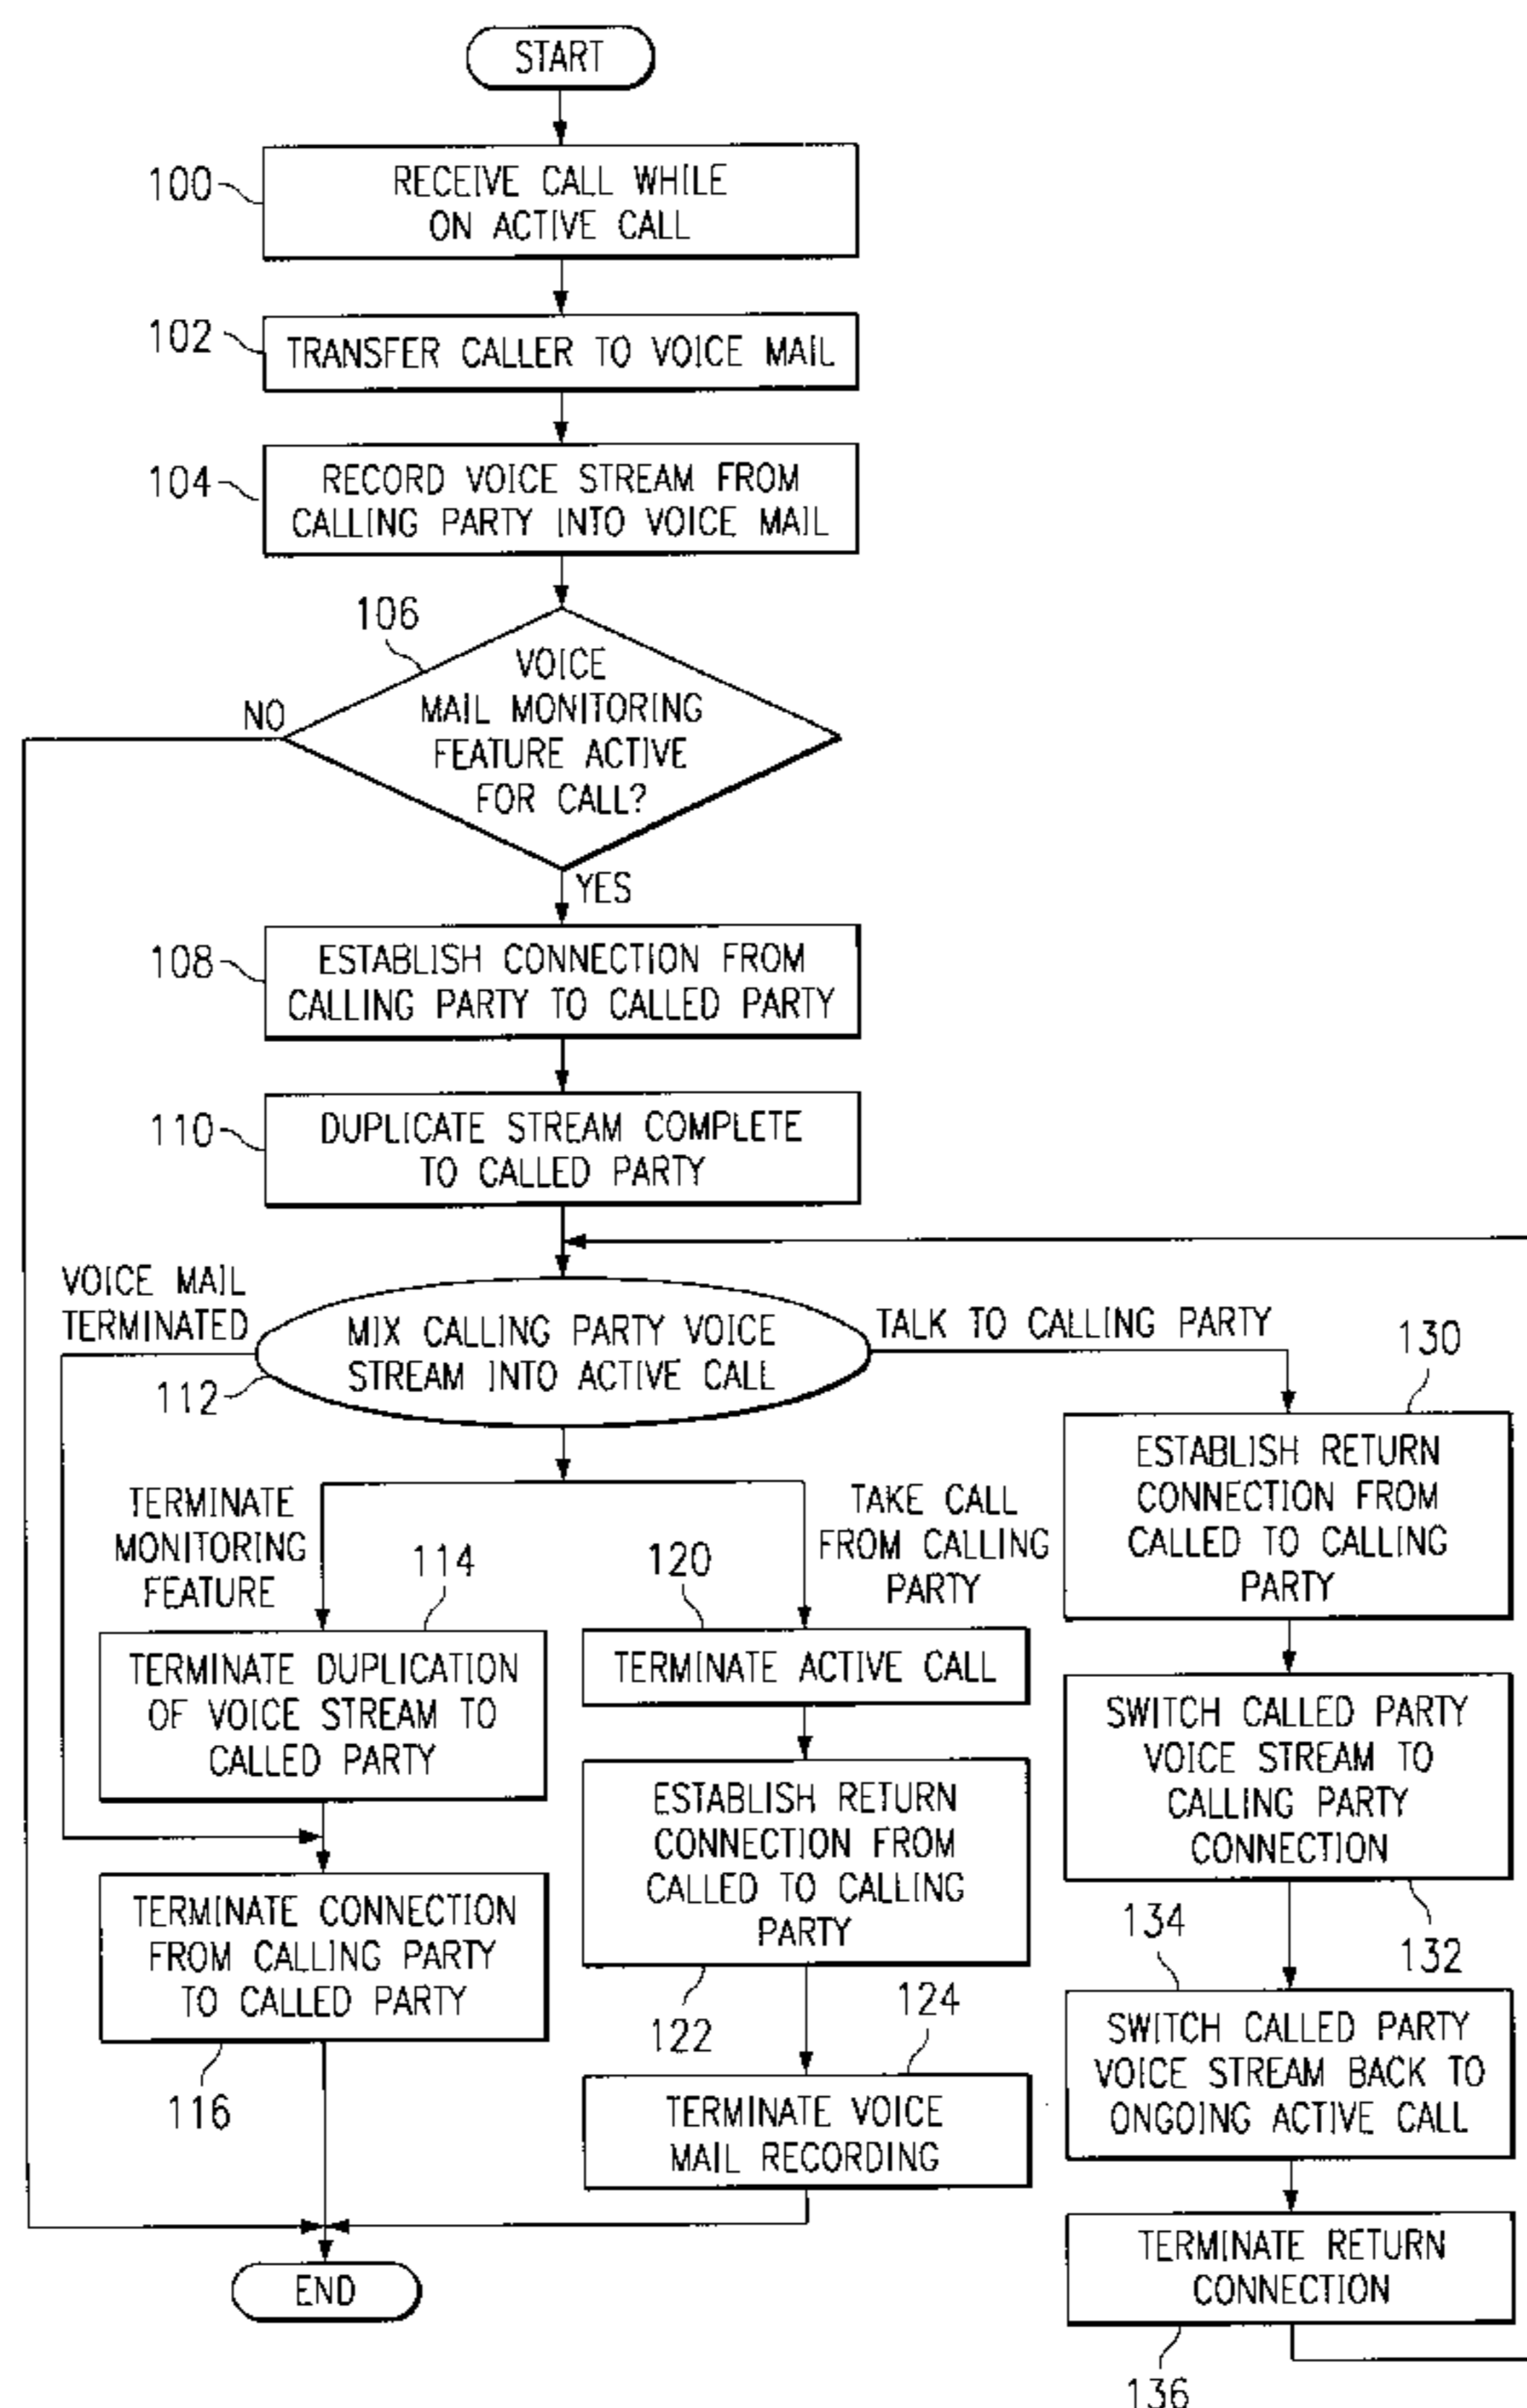 START
100
RECEIVE CALL WHILE
ON ACTIVE CALL
102
TRANSFER CALLER TO VOICE MAIL
104
RECORD VOICE STREAM FROM
CALLING PARTY INTO VOICE MAIL
106
VOICE
MAIL MONITORING
FEATURE ACTIVE
FOR CALL?
NO
YES
108
ESTABLISH CONNECTION FROM
CALLING PARTY TO CALLED PARTY
110
DUPLICATE STREAM COMPLETE
TO CALLED PARTY
VOICE MAIL
TERMINATED
MIX CALLING PARTY VOICE
STREAM INTO ACTIVE CALL
112
TALK TO CALLING PARTY
TERMINATE
MONITORING
FEATURE
114
TERMINATE DUPLICATION
OF VOICE STREAM TO
CALLED PARTY
TERMINATE CONNECTION
FROM CALLING PARTY
TO CALLED PARTY
116
TAKE CALL
FROM CALLING
PARTY
120
TERMINATE ACTIVE CALL
ESTABLISH RETURN
CONNECTION FROM
CALLED TO CALLING
PARTY
122
124
TERMINATE VOICE
MAIL RECORDING
130
ESTABLISH RETURN
CONNECTION FROM
CALLED TO CALLING
PARTY
SWITCH CALLED PARTY
VOICE STREAM TO
CALLING PARTY
CONNECTION
132
134
SWITCH CALLED PARTY
VOICE STREAM BACK TO
ONGOING ACTIVE CALL
TERMINATE RETURN
CONNECTION
136
END